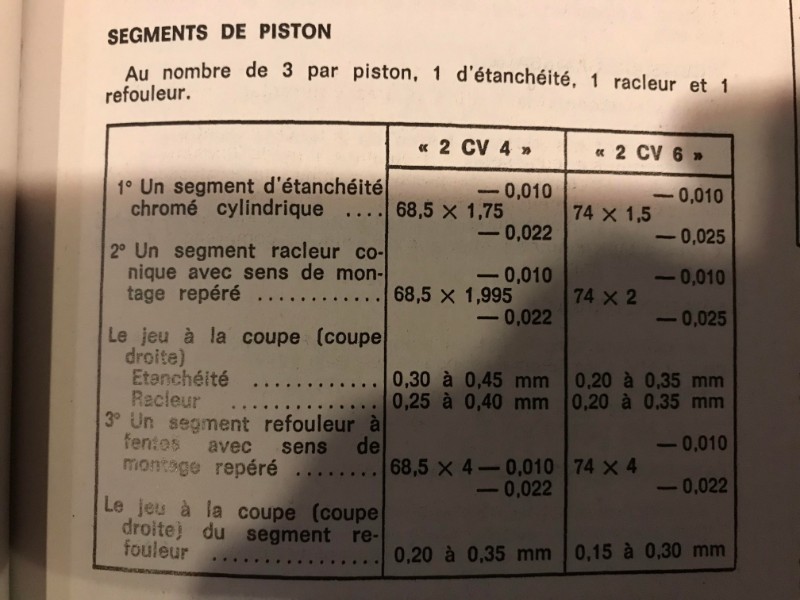 SEGMENTS DE PISTON
Au nombre de 3 par piston, 1 d'étanchéité, 1 racleur et 1
refouleur.
« 2 CV 4 » « 2 CV 6 »
1° Un segment d'étanchéité — 0,010 — 0,010
chromé cylindrique .... 68,5 × 1,75 74 × 1,5
— 0,022 — 0,025
2° Un segment racleur co-
nique avec sens de mon- — 0,010 — 0,010
tage repéré ............ 68,5 × 1,995 74 × 2
— 0,022 — 0,025
Le jeu à la coupe (coupe
droite)
Etanchéité ............ 0,30 à 0,45 mm 0,20 à 0,35 mm
Racleur .............. 0,25 à 0,40 mm 0,20 à 0,35 mm
3° Un segment refouleur à
fentes avec sens de — 0,010
montage repéré ........ 68,5 × 4 — 0,010 74 × 4
— 0,022 — 0,022
Le jeu à la coupe (coupe
droite) du segment re-
fouleur ................ 0,20 à 0,35 mm 0,15 à 0,30 mm